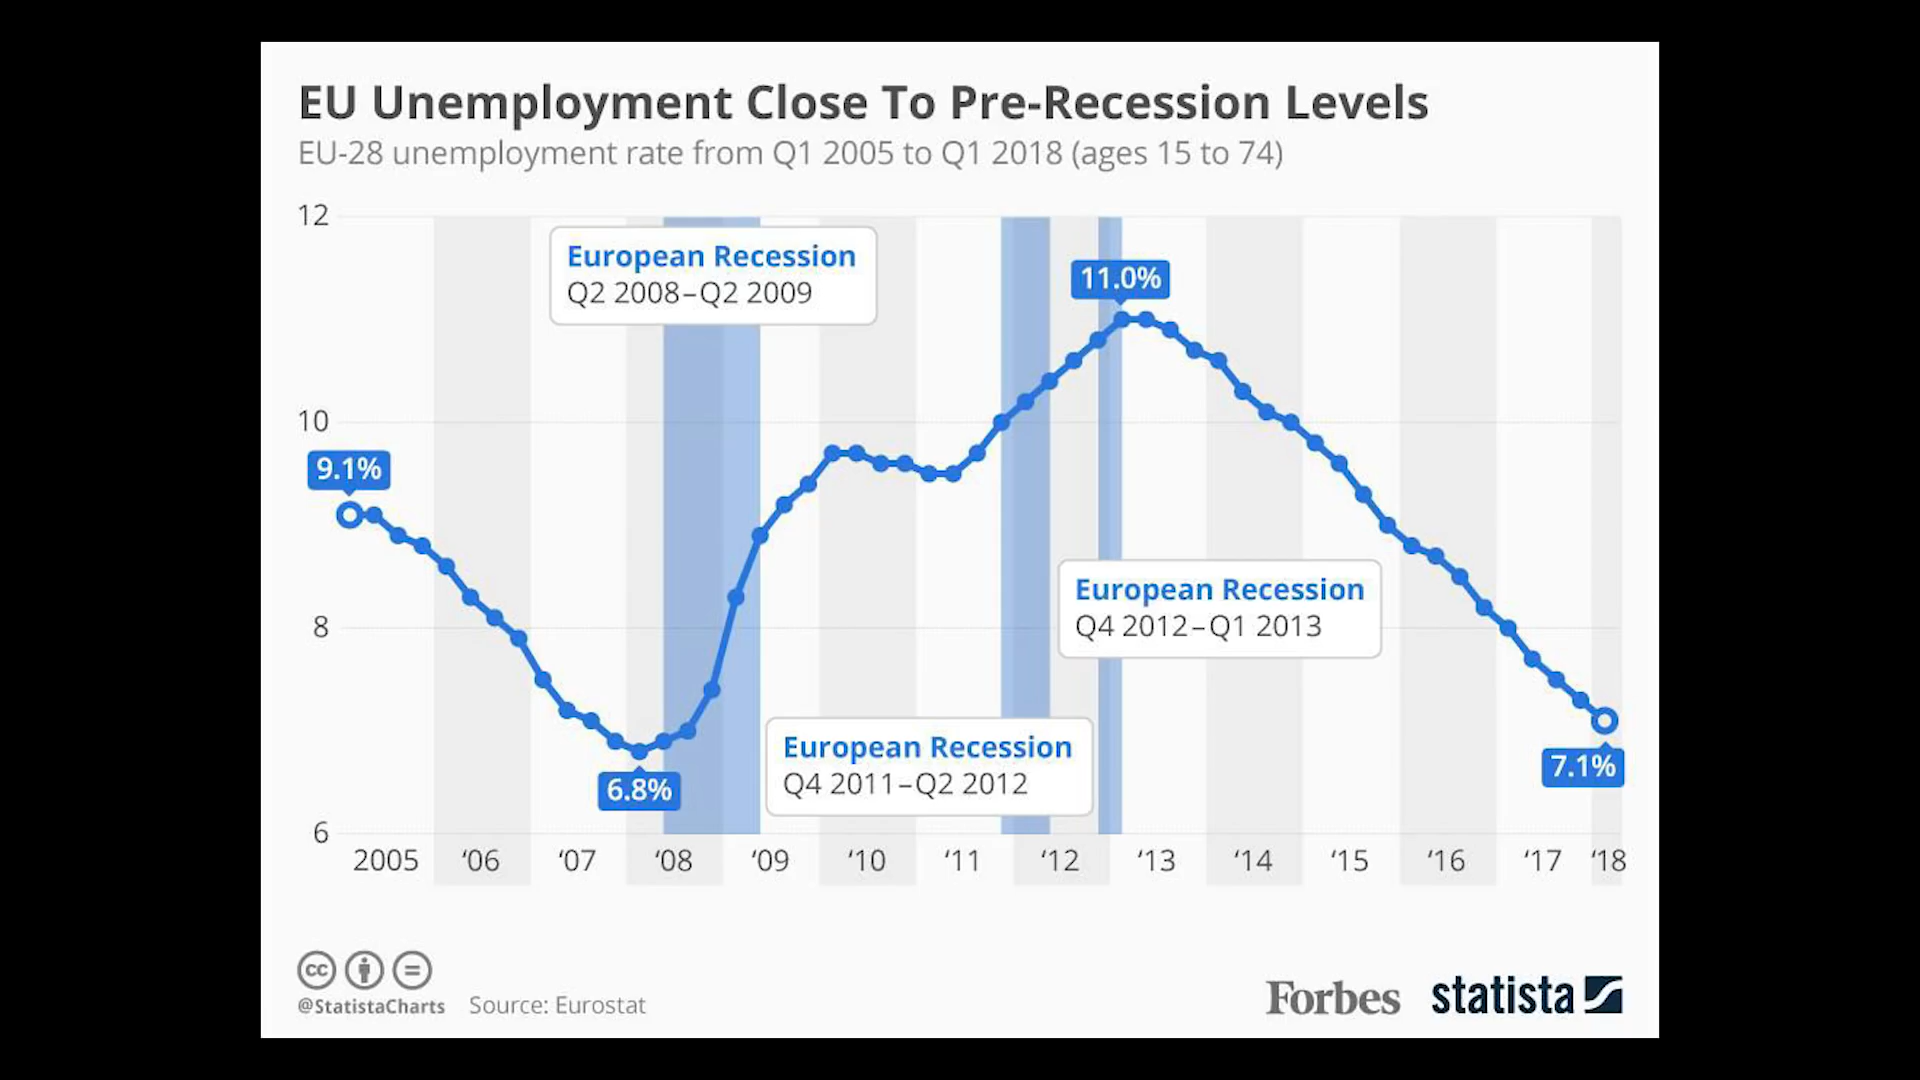 EU Unemployment Close To Pre-Recession Levels
EU-28 unemployment rate from Q1 2005 to Q1 2018 (ages 15 to 74)
12
European Recession
Q2 2008–Q2 2009
11.0%
10
9.1%
European Recession
Q4 2012–Q1 2013
8
European Recession
Q4 2011–Q2 2012
6.8%
7.1%
6
2005 ‘06 ‘07 ‘08 ‘09 ‘10 ‘11 ‘12 ‘13 ‘14 ‘15 ‘16 ‘17 ‘18
cc
@StatistaCharts Source: Eurostat
Forbes statista